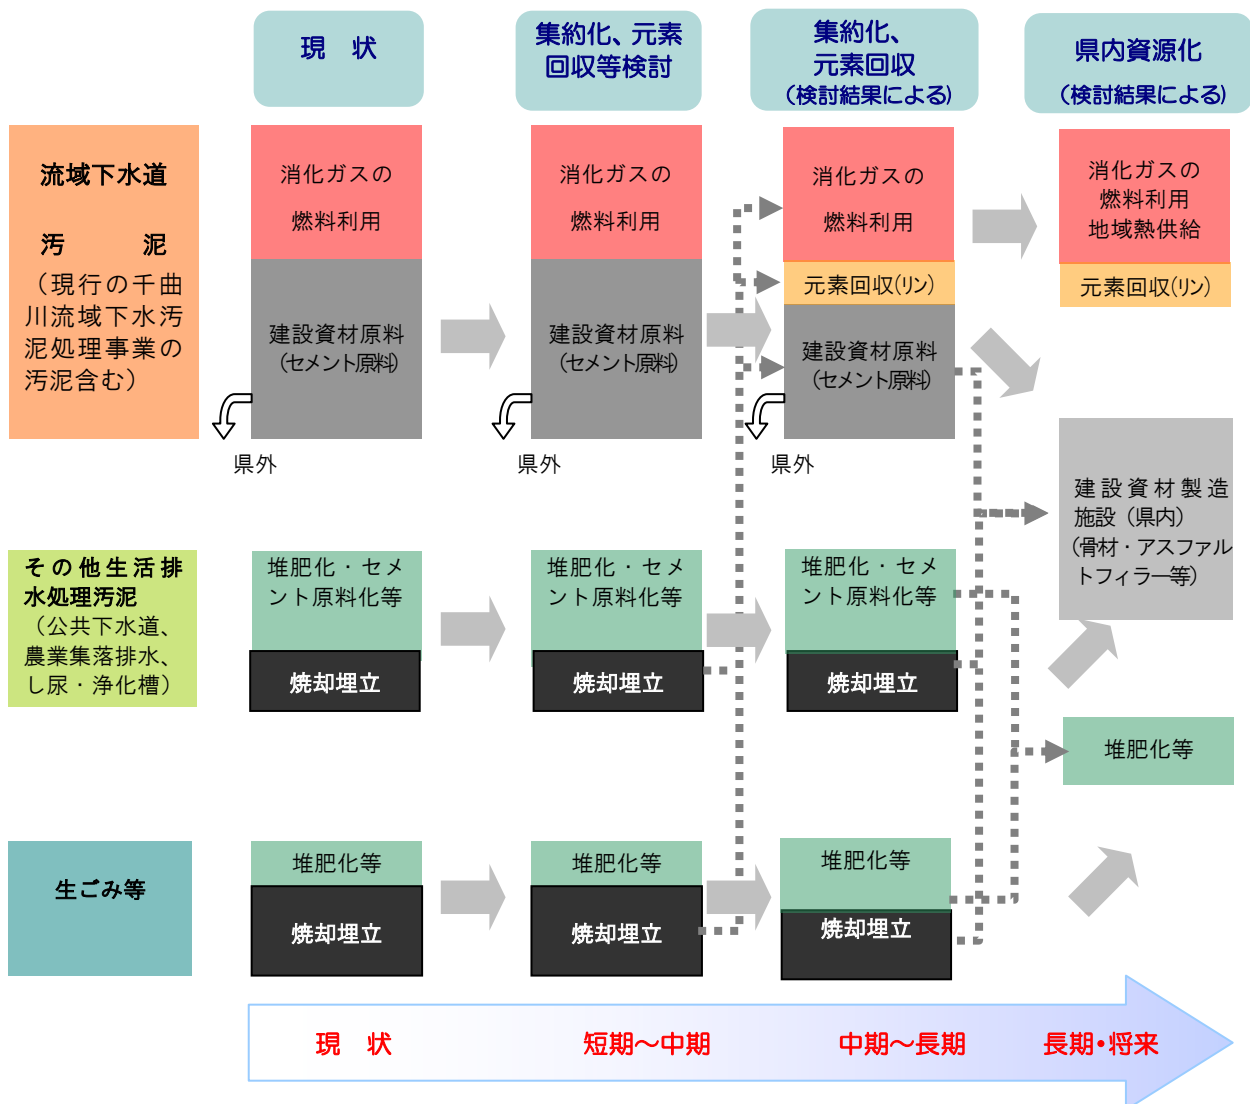 現　状
集約化、元素
回収等検討
集約化、
元素回収
（検討結果による）
県内資源化
（検討結果による）
流域下水道
汚　　　泥
（現行の千曲
川流域下水汚
泥処理事業の
汚泥含む）
消化ガスの
燃料利用
建設資材原料
（セメント原料）
県外
消化ガスの
燃料利用
建設資材原料
（セメント原料）
県外
消化ガスの
燃料利用
元素回収（リン）
建設資材原料
（セメント原料）
県外
消化ガスの
燃料利用
地域熱供給
元素回収（リン）
建設資材製造
施設（県内）
（骨材・アスファル
トフィラー等）
その他生活排
水処理汚泥
（公共下水道、
農業集落排水、
し尿・浄化槽）
堆肥化・セメ
ント原料化等
焼却埋立
堆肥化・セメ
ント原料化等
焼却埋立
堆肥化・セメ
ント原料化等
焼却埋立
堆肥化等
生ごみ等
堆肥化等
焼却埋立
堆肥化等
焼却埋立
堆肥化等
焼却埋立
現　状
短期～中期
中期～長期
長期・将来